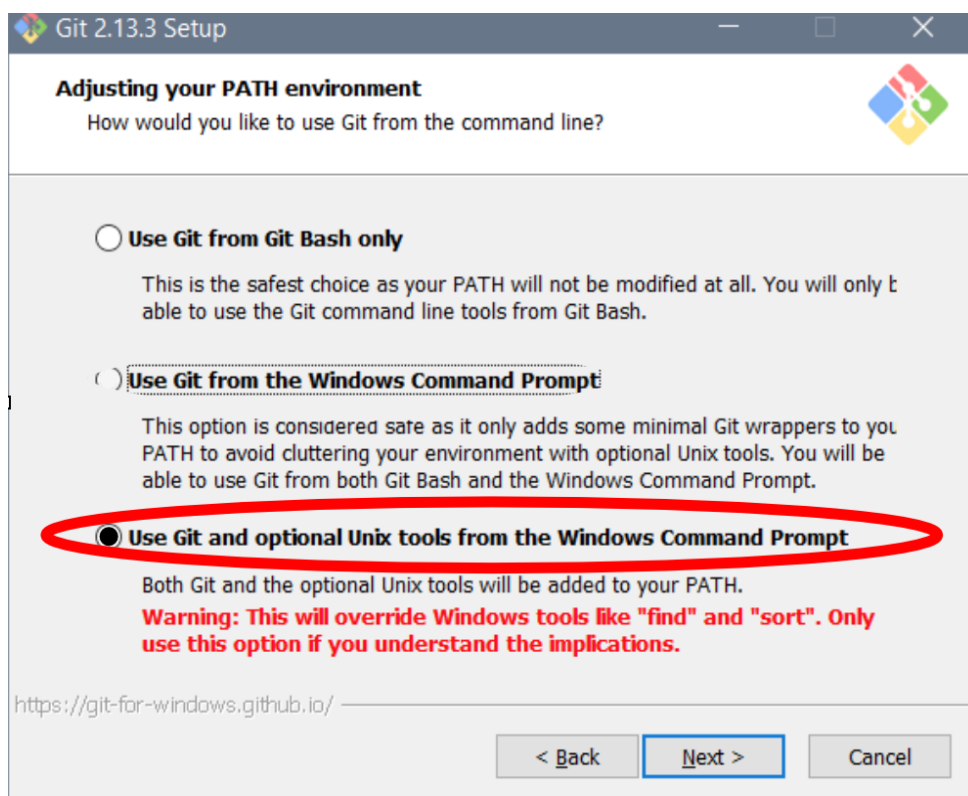 Git 2.13.3 Setup
Adjusting your PATH environment
How would you like to use Git from the command line?
Use Git from Git Bash only
This is the safest choice as your PATH will not be modified at all. You will only b
able to use the Git command line tools from Git Bash.
Use Git from the Windows Command Prompt
This option is considered safe as it only adds some minimal Git wrappers to you
PATH to avoid cluttering your environment with optional Unix tools. You will be
able to use Git from both Git Bash and the Windows Command Prompt.
Use Git and optional Unix tools from the Windows Command Prompt
Both Git and the optional Unix tools will be added to your PATH.
Warning: This will override Windows tools like "find" and "sort". Only
use this option if you understand the implications.
https://git-for-windows.github.io/
< Back Next > Cancel